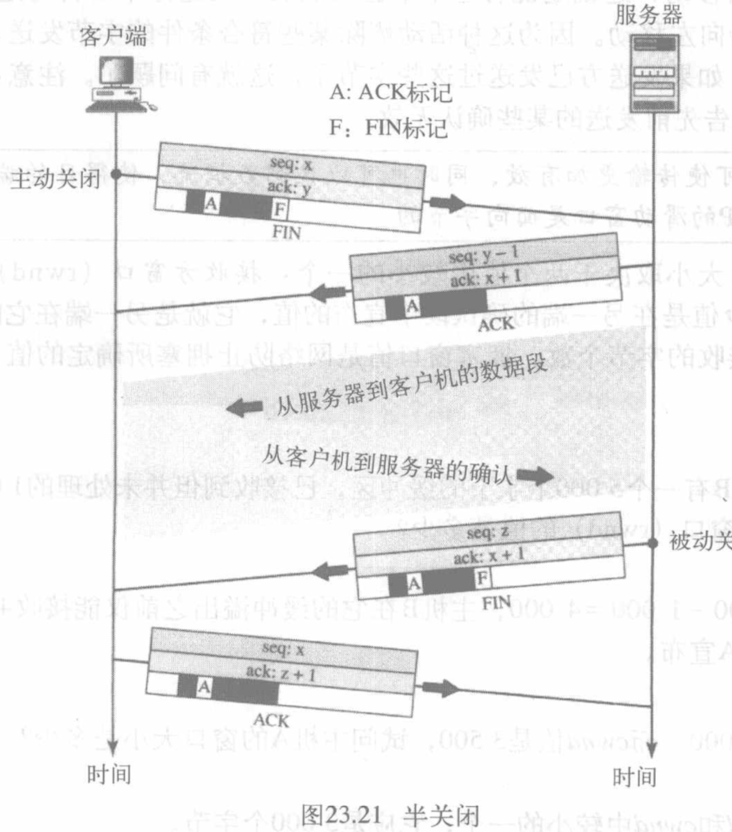 服务器
客户端
A: ACK标记
F：FIN标记
主动关闭
seq: x
ack: y
A
F
FIN
seq: y − 1
ack: x + 1
A
ACK
从服务器到客户机的数据段
从客户机到服务器的确认
seq: z
ack: x + 1
A
F
FIN
被动关
seq: x
ack: z + 1
A
ACK
时间
时间
图23.21 半关闭